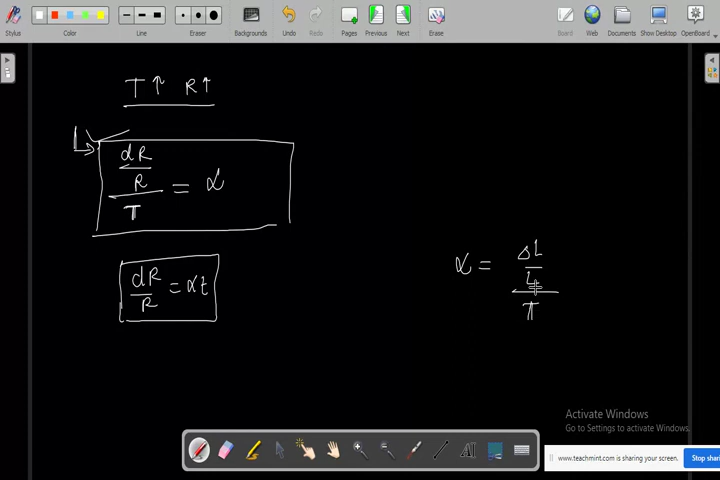 Stylus Color Line Eraser Backgrounds Undo Redo Pages Previous Next Erase Board Web Documents Show Desktop OpenBoard
T↑ R↑
dR
R
T
= α
dR
R
= αt
α =
ΔL
L
T
Activate Windows
Go to Settings to activate Windows.
www.teachmint.com is sharing your screen.
Stop shari